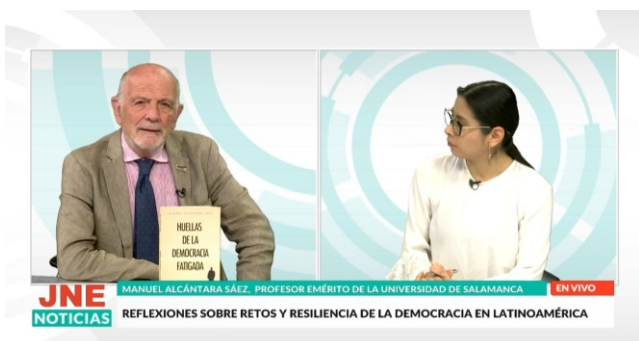 HUELLAS
DE LA
DEMOCRACIA
FATIGADA
MANUEL ALCÁNTARA SÁEZ, PROFESOR EMÉRITO DE LA UNIVERSIDAD DE SALAMANCA
EN VIVO
JNE
NOTICIAS
REFLEXIONES SOBRE RETOS Y RESILIENCIA DE LA DEMOCRACIA EN LATINOAMÉRICA